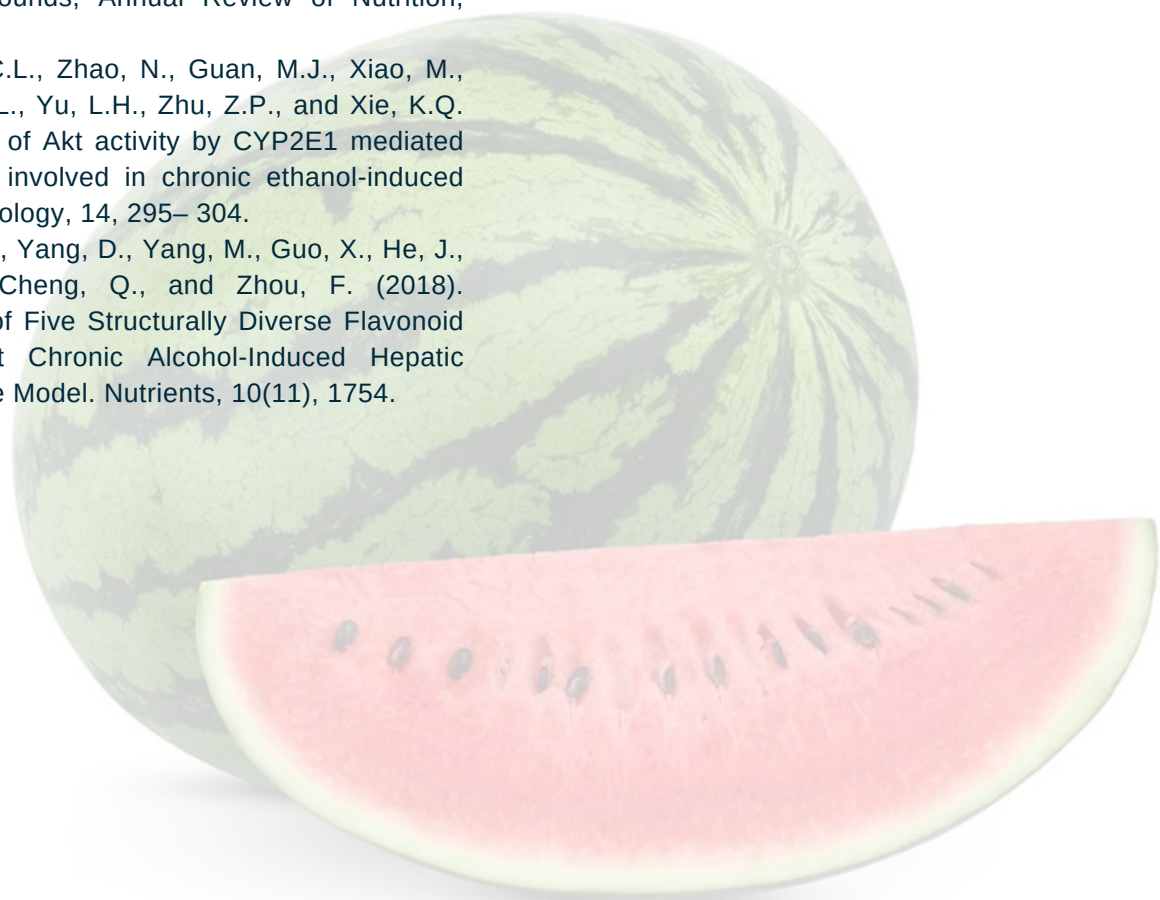 ounds, Annual Review of Nutrition,
C.L., Zhao, N., Guan, M.J., Xiao, M.,
L., Yu, L.H., Zhu, Z.P., and Xie, K.Q.
of Akt activity by CYP2E1 mediated
involved in chronic ethanol-induced
ology, 14, 295– 304.
, Yang, D., Yang, M., Guo, X., He, J.,
Cheng, Q., and Zhou, F. (2018).
of Five Structurally Diverse Flavonoid
t Chronic Alcohol-Induced Hepatic
e Model. Nutrients, 10(11), 1754.